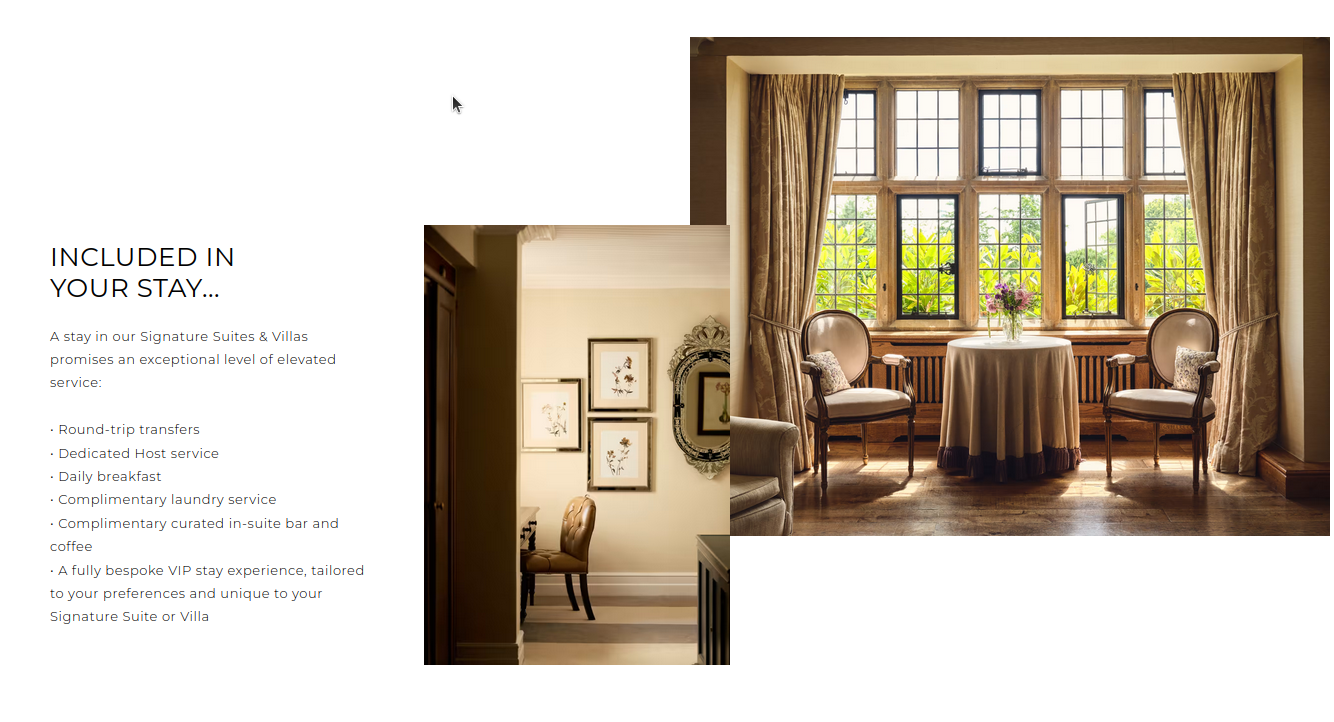 INCLUDED IN
YOUR STAY...
A stay in our Signature Suites & Villas
promises an exceptional level of elevated
service:
• Round-trip transfers
• Dedicated Host service
• Daily breakfast
• Complimentary laundry service
• Complimentary curated in-suite bar and
coffee
• A fully bespoke VIP stay experience, tailored
to your preferences and unique to your
Signature Suite or Villa